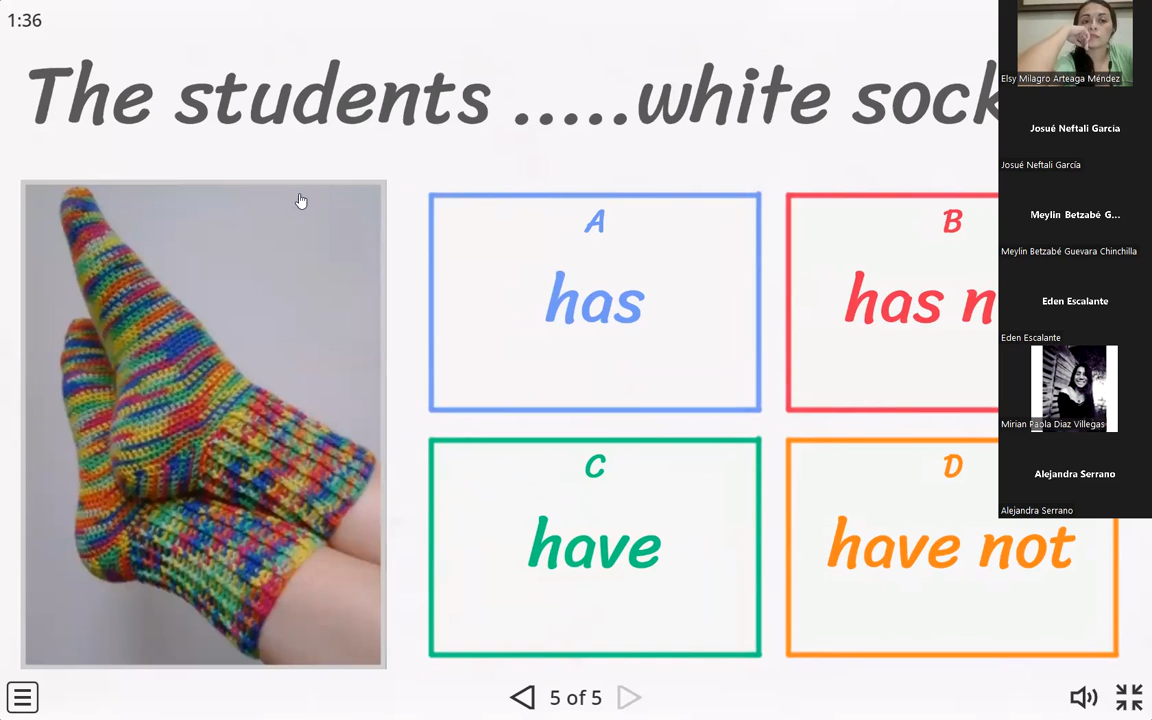 1:36
The students .....white sock
A
has
B
has n
C
have
D
have not
5 of 5
Elsy Milagro Arteaga Méndez
Josué Neftali García
Josué Neftali García
Meylin Betzabé G...
Meylin Betzabé Guevara Chinchilla
Eden Escalante
Eden Escalante
Mirian Paola Diaz Villegas
Alejandra Serrano
Alejandra Serrano